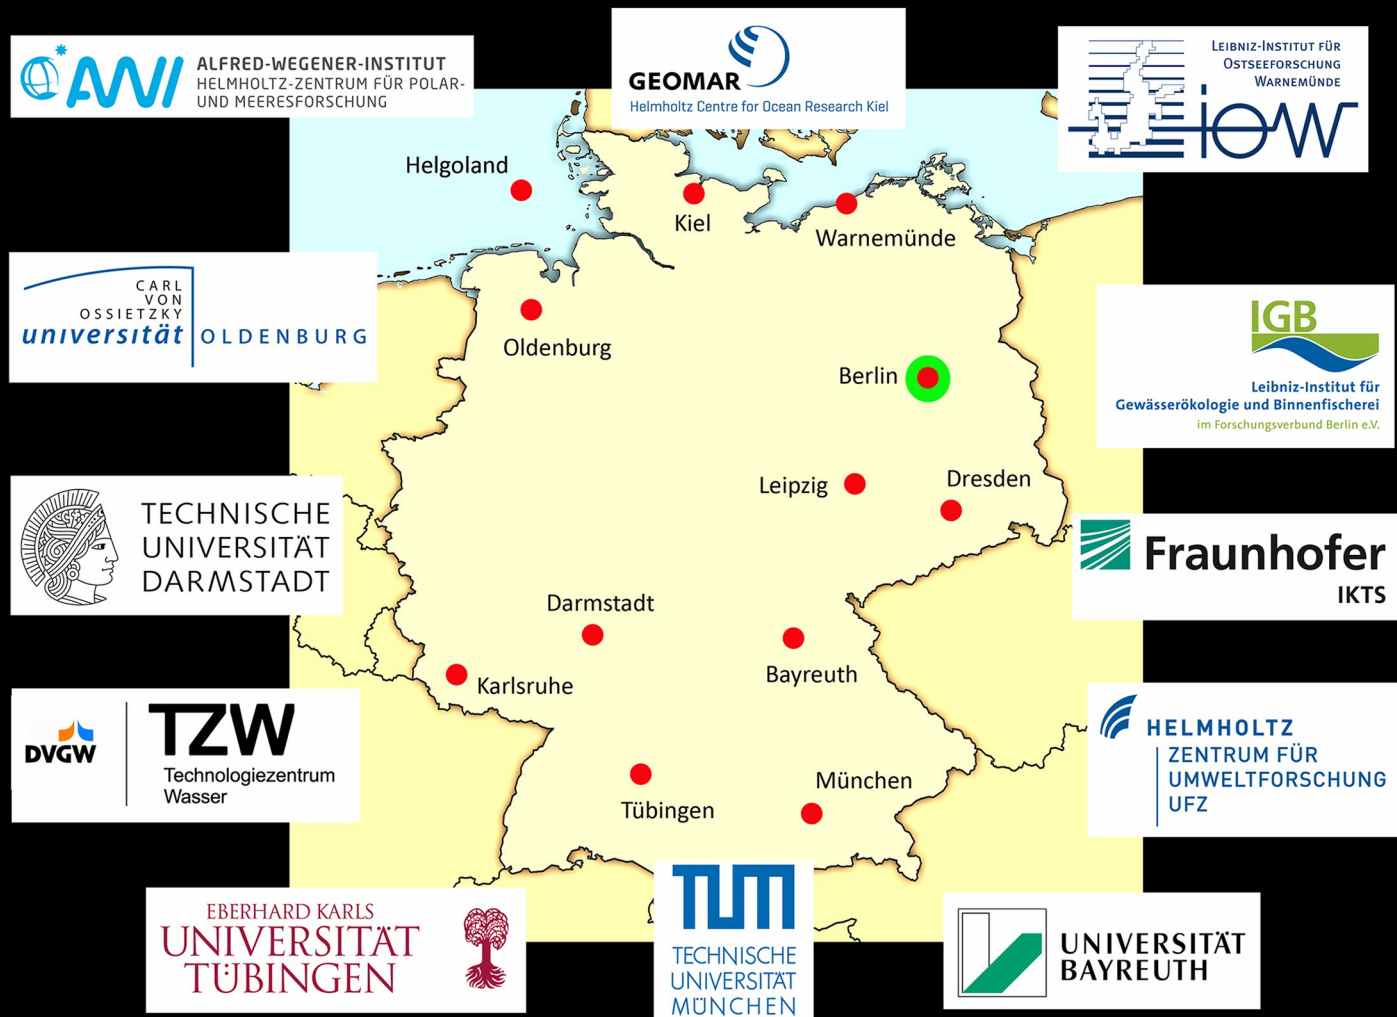 AWI
ALFRED-WEGENER-INSTITUT
HELMHOLTZ-ZENTRUM FÜR POLAR-
UND MEERESFORSCHUNG
GEOMAR
Helmholtz Centre for Ocean Research Kiel
LEIBNIZ-INSTITUT FÜR
OSTSEEFORSCHUNG
WARNEMÜNDE
iow
Helgoland
Kiel
Warnemünde
CARL
VON
OSSIETZKY
universität OLDENBURG
Oldenburg
Berlin
IGB
Leibniz-Institut für
Gewässerökologie und Binnenfischerei
im Forschungsverbund Berlin e.V.
Leipzig
Dresden
TECHNISCHE
UNIVERSITÄT
DARMSTADT
Fraunhofer
IKTS
Darmstadt
Bayreuth
Karlsruhe
DVGW
TZW
Technologiezentrum
Wasser
HELMHOLTZ
ZENTRUM FÜR
UMWELTFORSCHUNG
UFZ
Tübingen
München
EBERHARD KARLS
UNIVERSITÄT
TÜBINGEN
TUM
TECHNISCHE
UNIVERSITÄT
MÜNCHEN
UNIVERSITÄT
BAYREUTH